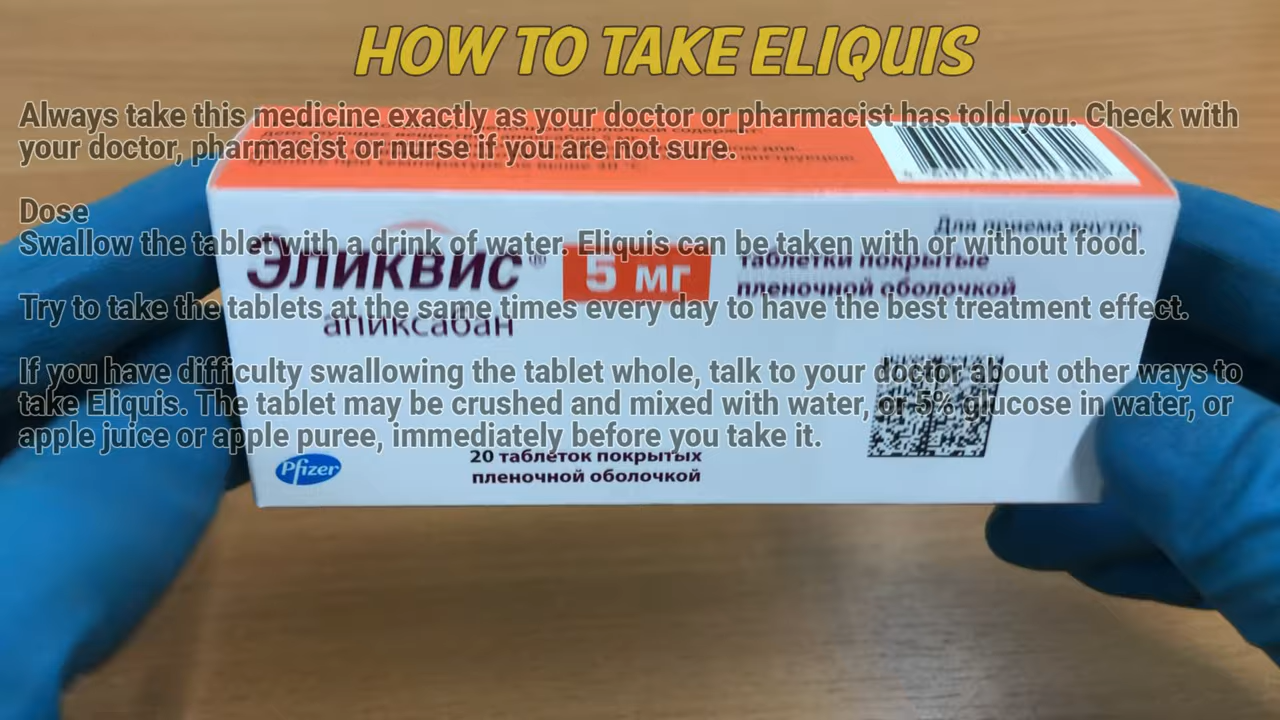 HOW TO TAKE ELIQUIS
Always take this medicine exactly as your doctor or pharmacist has told you. Check with
your doctor, pharmacist or nurse if you are not sure.
Dose
Swallow the tablet with a drink of water. Eliquis can be taken with or without food.
Try to take the tablets at the same times every day to have the best treatment effect.
If you have difficulty swallowing the tablet whole, talk to your doctor about other ways to
take Eliquis. The tablet may be crushed and mixed with water, or 5% glucose in water, or
apple juice or apple puree, immediately before you take it.
Для приема внутрь
Эликвис® 5 мг
таблетки покрытые
пленочной оболочкой
апиксабан
Pfizer
20 таблеток покрытых
пленочной оболочкой